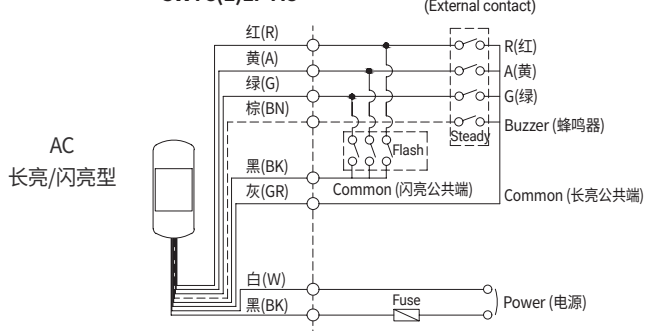 (External contact)
红(R)
R(红)
黄(A)
A(黄)
绿(G)
G(绿)
棕(BN)
Buzzer (蜂鸣器)
Steady
Flash
AC
长亮/闪亮型
黑(BK)
灰(GR)
Common (闪亮公共端)
Common (长亮公共端)
白(W)
黑(BK)
Fuse
Power (电源)